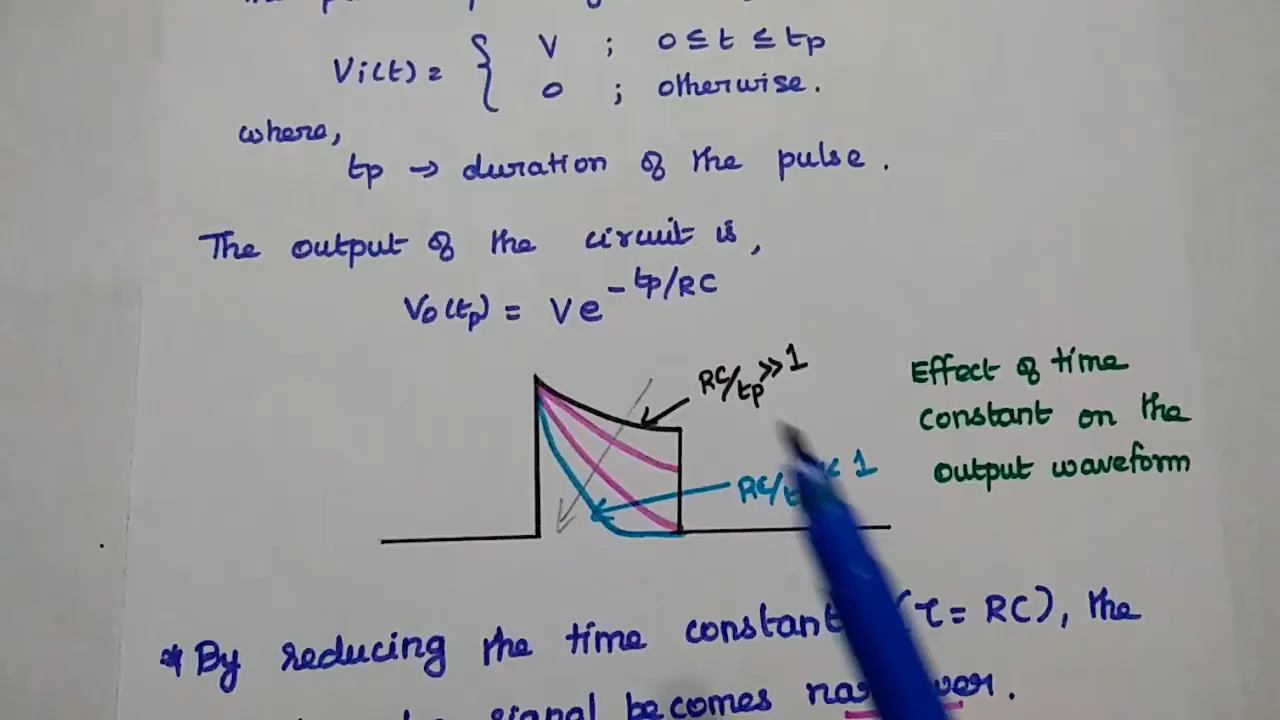 Vi(t) = { V ; 0 ≤ t ≤ tp
0 ; otherwise.
where,
tp → duration of the pulse.
The output of the circuit is,
Vo(tp) = Ve^-tp/RC
RC/tp >> 1
Effect of time
constant on the
output waveform
RC/t < 1
* By reducing the time constant (τ = RC), the
signal becomes